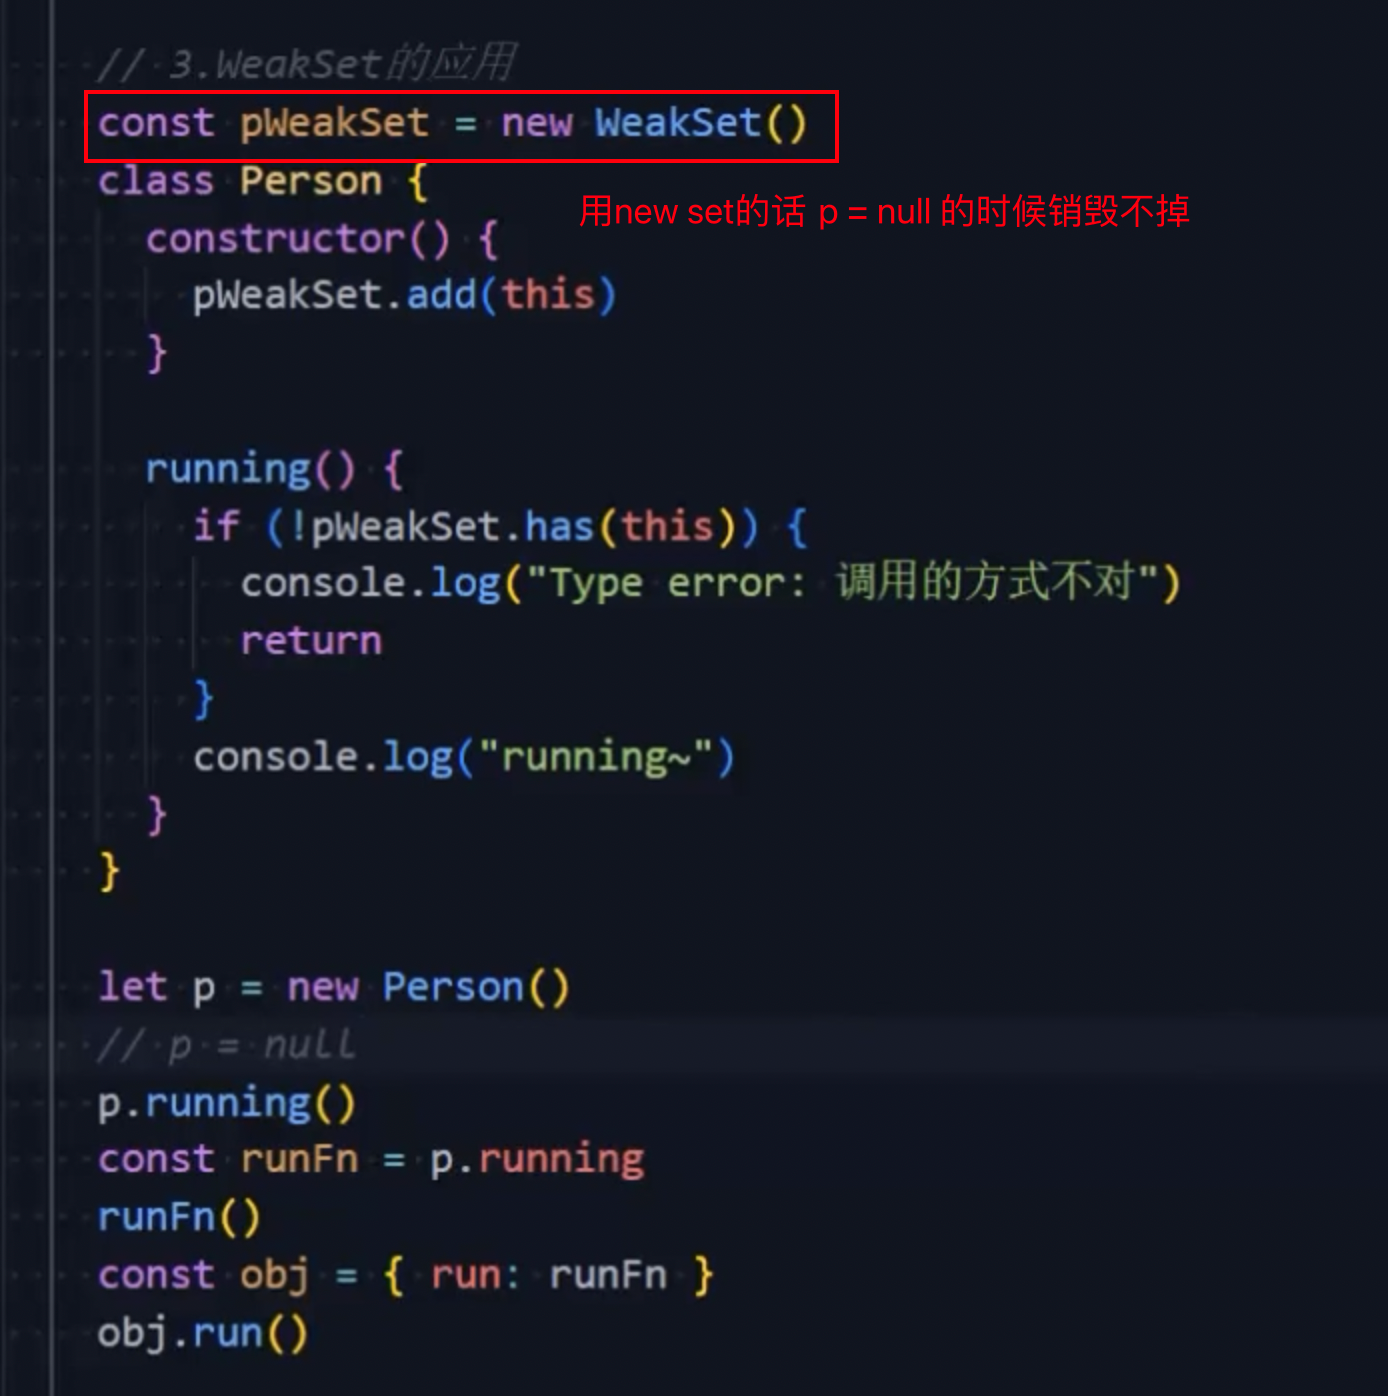 // 3.WeakSet的应用
const pWeakSet = new WeakSet()
class Person {
用new set的话 p = null 的时候销毁不掉
constructor() {
pWeakSet.add(this)
}
running() {
if (!pWeakSet.has(this)) {
console.log("Type error: 调用的方式不对")
return
}
console.log("running~")
}
}
let p = new Person()
// p = null
p.running()
const runFn = p.running
runFn()
const obj = { run: runFn }
obj.run()